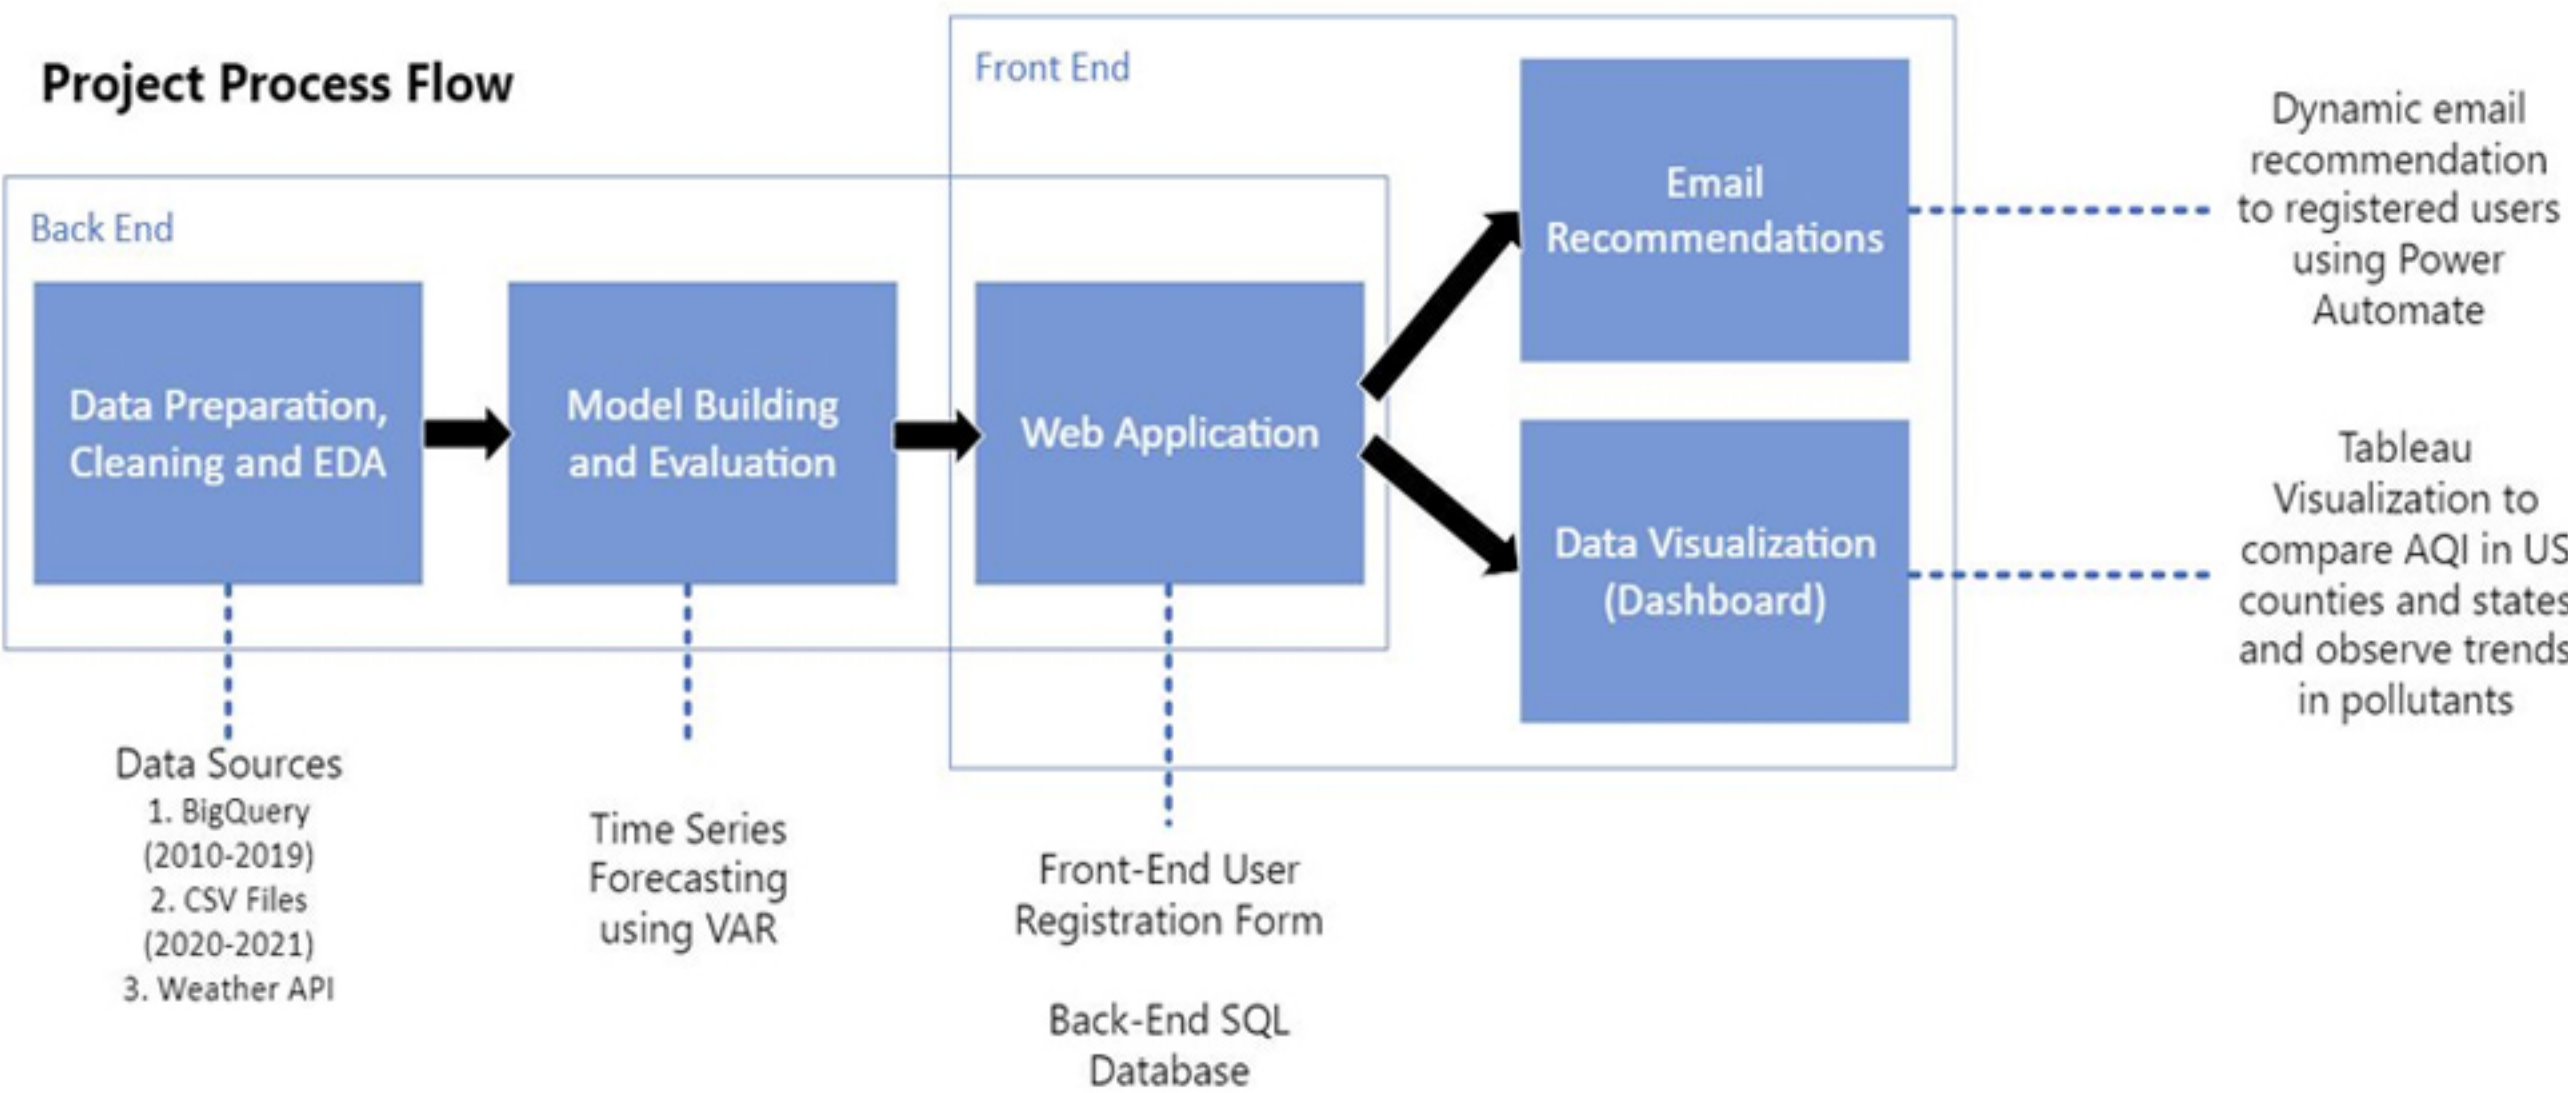 Project Process Flow
Front End
Back End
Data Preparation,
Cleaning and EDA
Model Building
and Evaluation
Web Application
Email
Recommendations
Data Visualization
(Dashboard)
Dynamic email
recommendation
to registered users
using Power
Automate
Tableau
Visualization to
compare AQI in US
counties and states
and observe trends
in pollutants
Data Sources
1. BigQuery
(2010-2019)
2. CSV Files
(2020-2021)
3. Weather API
Time Series
Forecasting
using VAR
Front-End User
Registration Form
Back-End SQL
Database